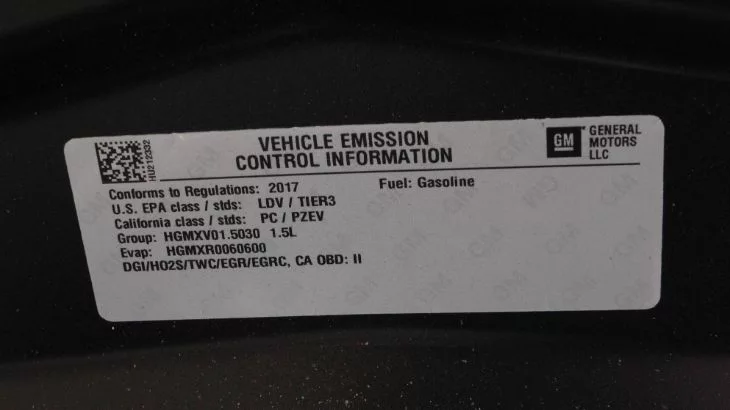 VEHICLE EMISSION
CONTROL INFORMATION
GM
GENERAL
MOTORS
LLC
HU212332
Conforms to Regulations: 2017
Fuel: Gasoline
U.S. EPA class / stds: LDV / TIER3
California class / stds: PC / PZEV
Group: HGMXV01.5030 1.5L
Evap: HGMXR0060600
DGI/HO2S/TWC/EGR/EGRC, CA OBD: II